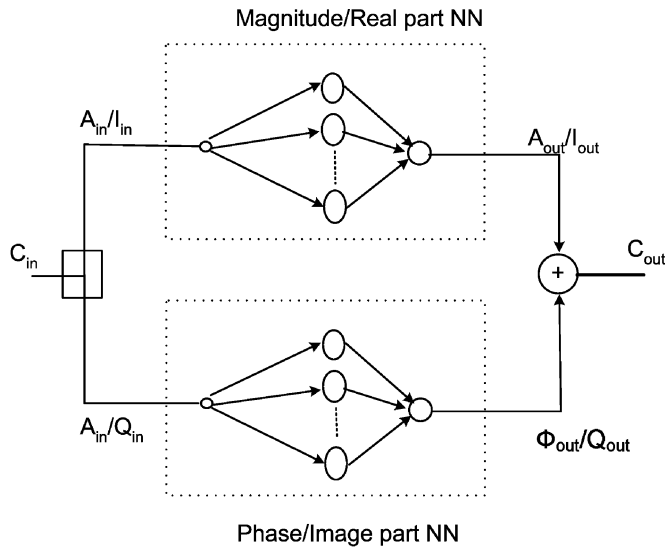 Magnitude/Real part NN
A_in/I_in
A_out/I_out
C_in
+
C_out
A_in/Q_in
Φ_out/Q_out
Phase/Image part NN